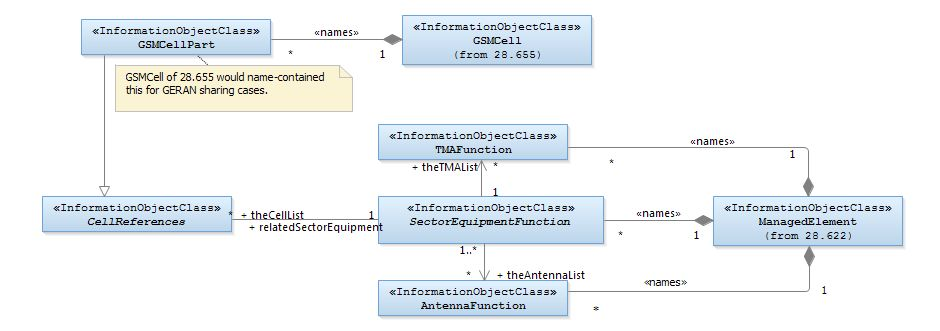 «InformationObjectClass»
GSMCellPart
«names»
*
1
«InformationObjectClass»
GSMCell
(from 28.655)
GSMCell of 28.655 would name-contained
this for GERAN sharing cases.
«InformationObjectClass»
TMAFunction
«names»
*
1
+ theTMAList
*
1
«InformationObjectClass»
CellReferences
*
+ theCellList
1
+ relatedSectorEquipment
«InformationObjectClass»
SectorEquipmentFunction
«names»
*
1
«InformationObjectClass»
ManagedElement
(from 28.622)
1..*
*
+ theAntennaList
«InformationObjectClass»
AntennaFunction
«names»
*
1